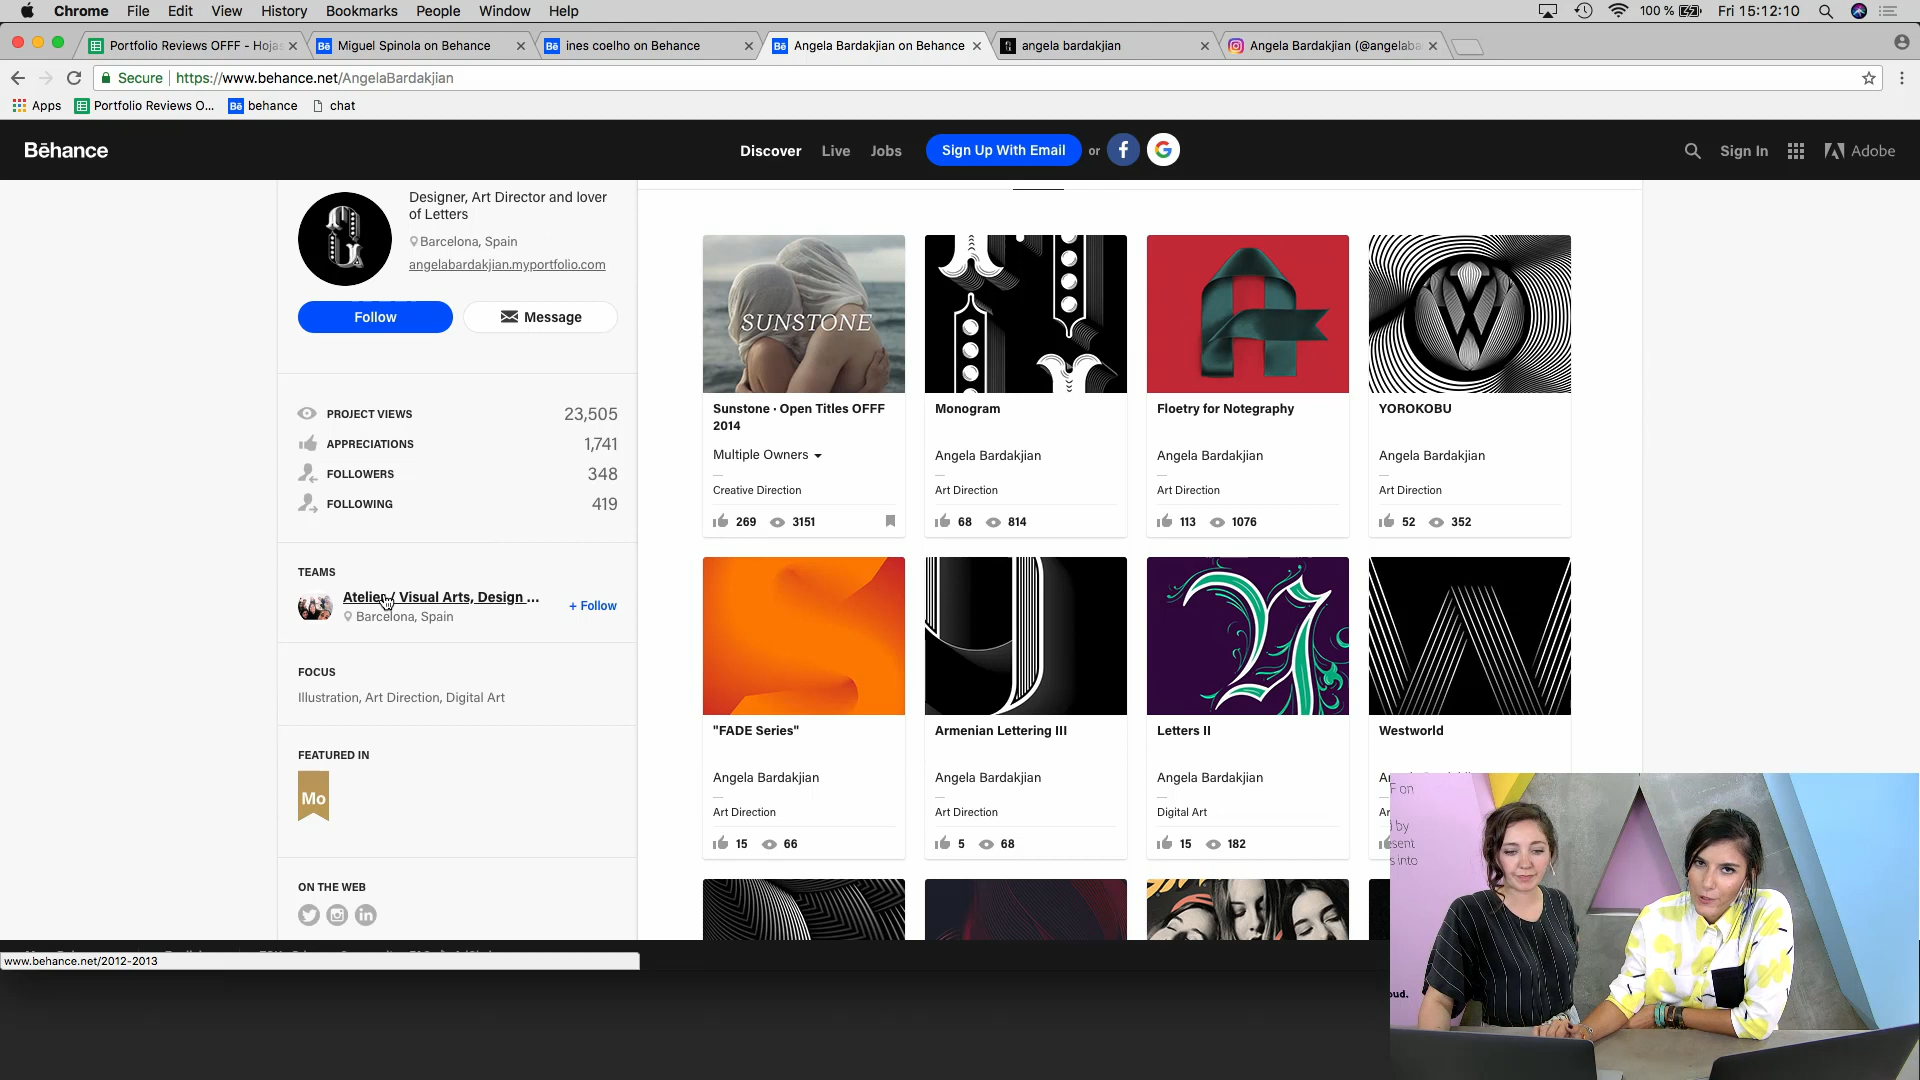 Chrome File Edit View History Bookmarks People Window Help
100 % Fri 15:12:10
Portfolio Reviews OFFF - Hojas
Miguel Spinola on Behance
ines coelho on Behance
Angela Bardakjian on Behance
angela bardakjian
Angela Bardakjian (@angelaba
Secure https://www.behance.net/AngelaBardakjian
Apps Portfolio Reviews O... behance chat
Bēhance
Discover Live Jobs Sign Up With Email or
Sign In Adobe
Designer, Art Director and lover
of Letters
Barcelona, Spain
angelabardakjian.myportfolio.com
Follow Message
PROJECT VIEWS 23,505
APPRECIATIONS 1,741
FOLLOWERS 348
FOLLOWING 419
TEAMS
Atelier / Visual Arts, Design ...
Barcelona, Spain
+ Follow
FOCUS
Illustration, Art Direction, Digital Art
FEATURED IN
Mo
ON THE WEB
SUNSTONE
Sunstone · Open Titles OFFF
2014
Multiple Owners
Creative Direction
269 3151
Monogram
Angela Bardakjian
Art Direction
68 814
Floetry for Notegraphy
Angela Bardakjian
Art Direction
113 1076
YOROKOBU
Angela Bardakjian
Art Direction
52 352
"FADE Series"
Angela Bardakjian
Art Direction
15 66
Armenian Lettering III
Angela Bardakjian
Art Direction
5 68
Letters II
Angela Bardakjian
Digital Art
15 182
Westworld
www.behance.net/2012-2013